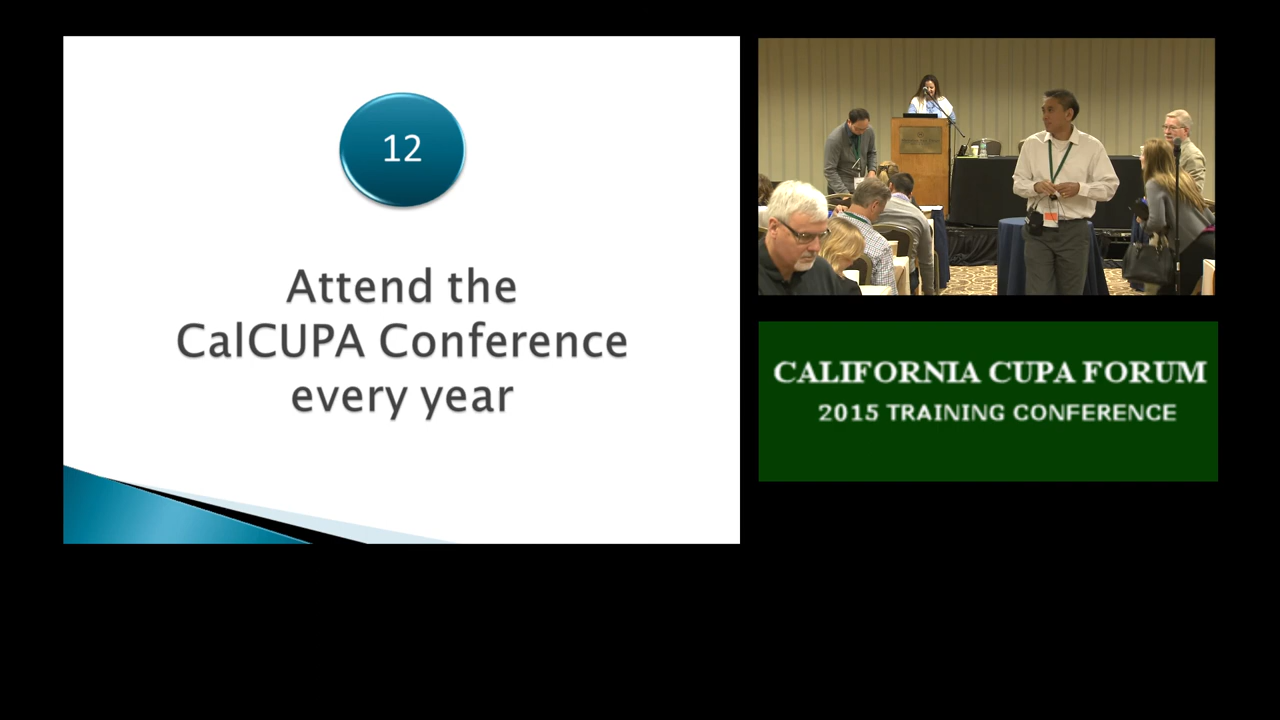 12
Attend the
CalCUPA Conference
every year
CALIFORNIA CUPA FORUM
2015 TRAINING CONFERENCE